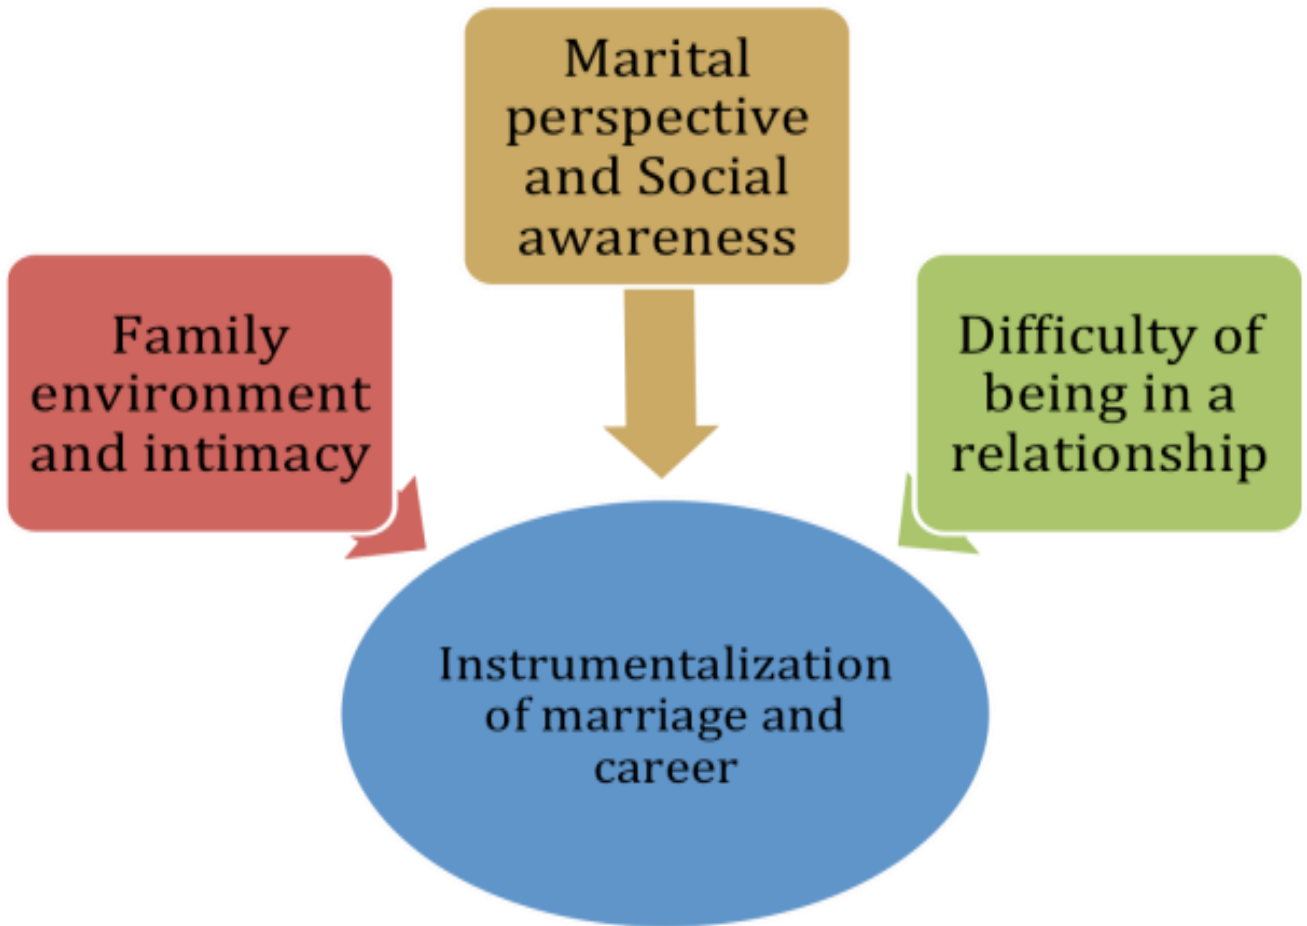 Marital
perspective
and Social
awareness
Family
environment
and intimacy
Difficulty of
being in a
relationship
Instrumentalization
of marriage and
career